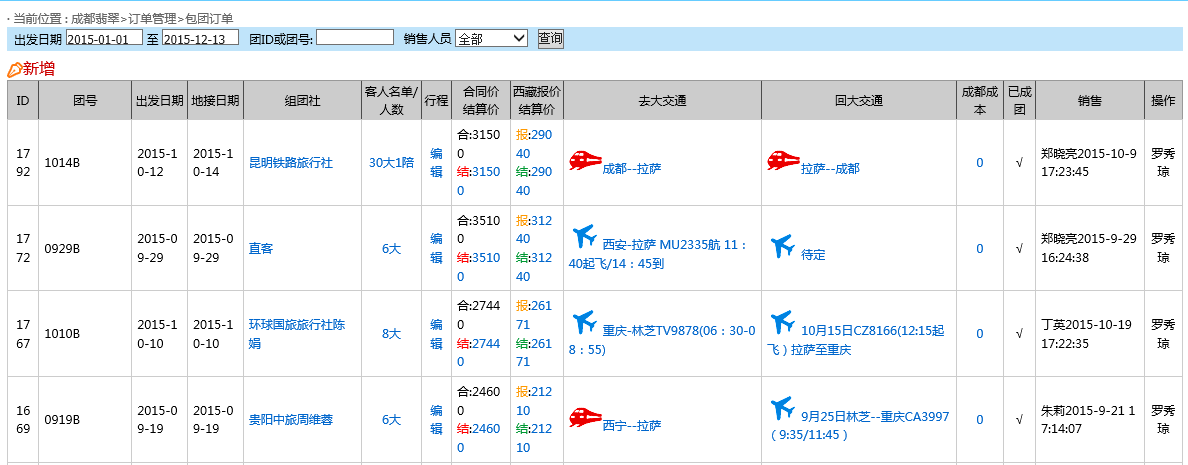 · 当前位置 : 成都翡翠>订单管理>包团订单
出发日期 2015-01-01 至 2015-12-13 团ID或团号: 销售人员 全部 查询
新增
ID 团号 出发日期 地接日期 组团社 客人名单/人数 行程 合同价结算价 西藏报价结算价 去大交通 回大交通 成都成本 已成团 销售 操作
1792 1014B 2015-10-12 2015-10-14 昆明铁路旅行社 30大1陪 编辑 合:31500 结:31500 报:29040 结:29040 成都--拉萨 拉萨--成都 0 √ 郑晓亮2015-10-9 17:23:45 罗秀琼
1772 0929B 2015-09-29 2015-09-29 直客 6大 编辑 合:35100 结:35100 报:31240 结:31240 西安-拉萨 MU2335航 11：40起飞/14：45到 待定 0 √ 郑晓亮2015-9-29 16:24:38 罗秀琼
1767 1010B 2015-10-10 2015-10-10 环球国旅旅行社陈娟 8大 编辑 合:27440 结:27440 报:26171 结:26171 重庆-林芝TV9878(06：30-08：55) 10月15日CZ8166(12:15起飞）拉萨至重庆 0 √ 丁英2015-10-19 17:22:35 罗秀琼
1669 0919B 2015-09-19 2015-09-19 贵阳中旅周维蓉 6大 编辑 合:24600 结:24600 报:21210 结:21210 西宁--拉萨 9月25日林芝--重庆CA3997（9:35/11:45） 0 √ 朱莉2015-9-21 17:14:07 罗秀琼